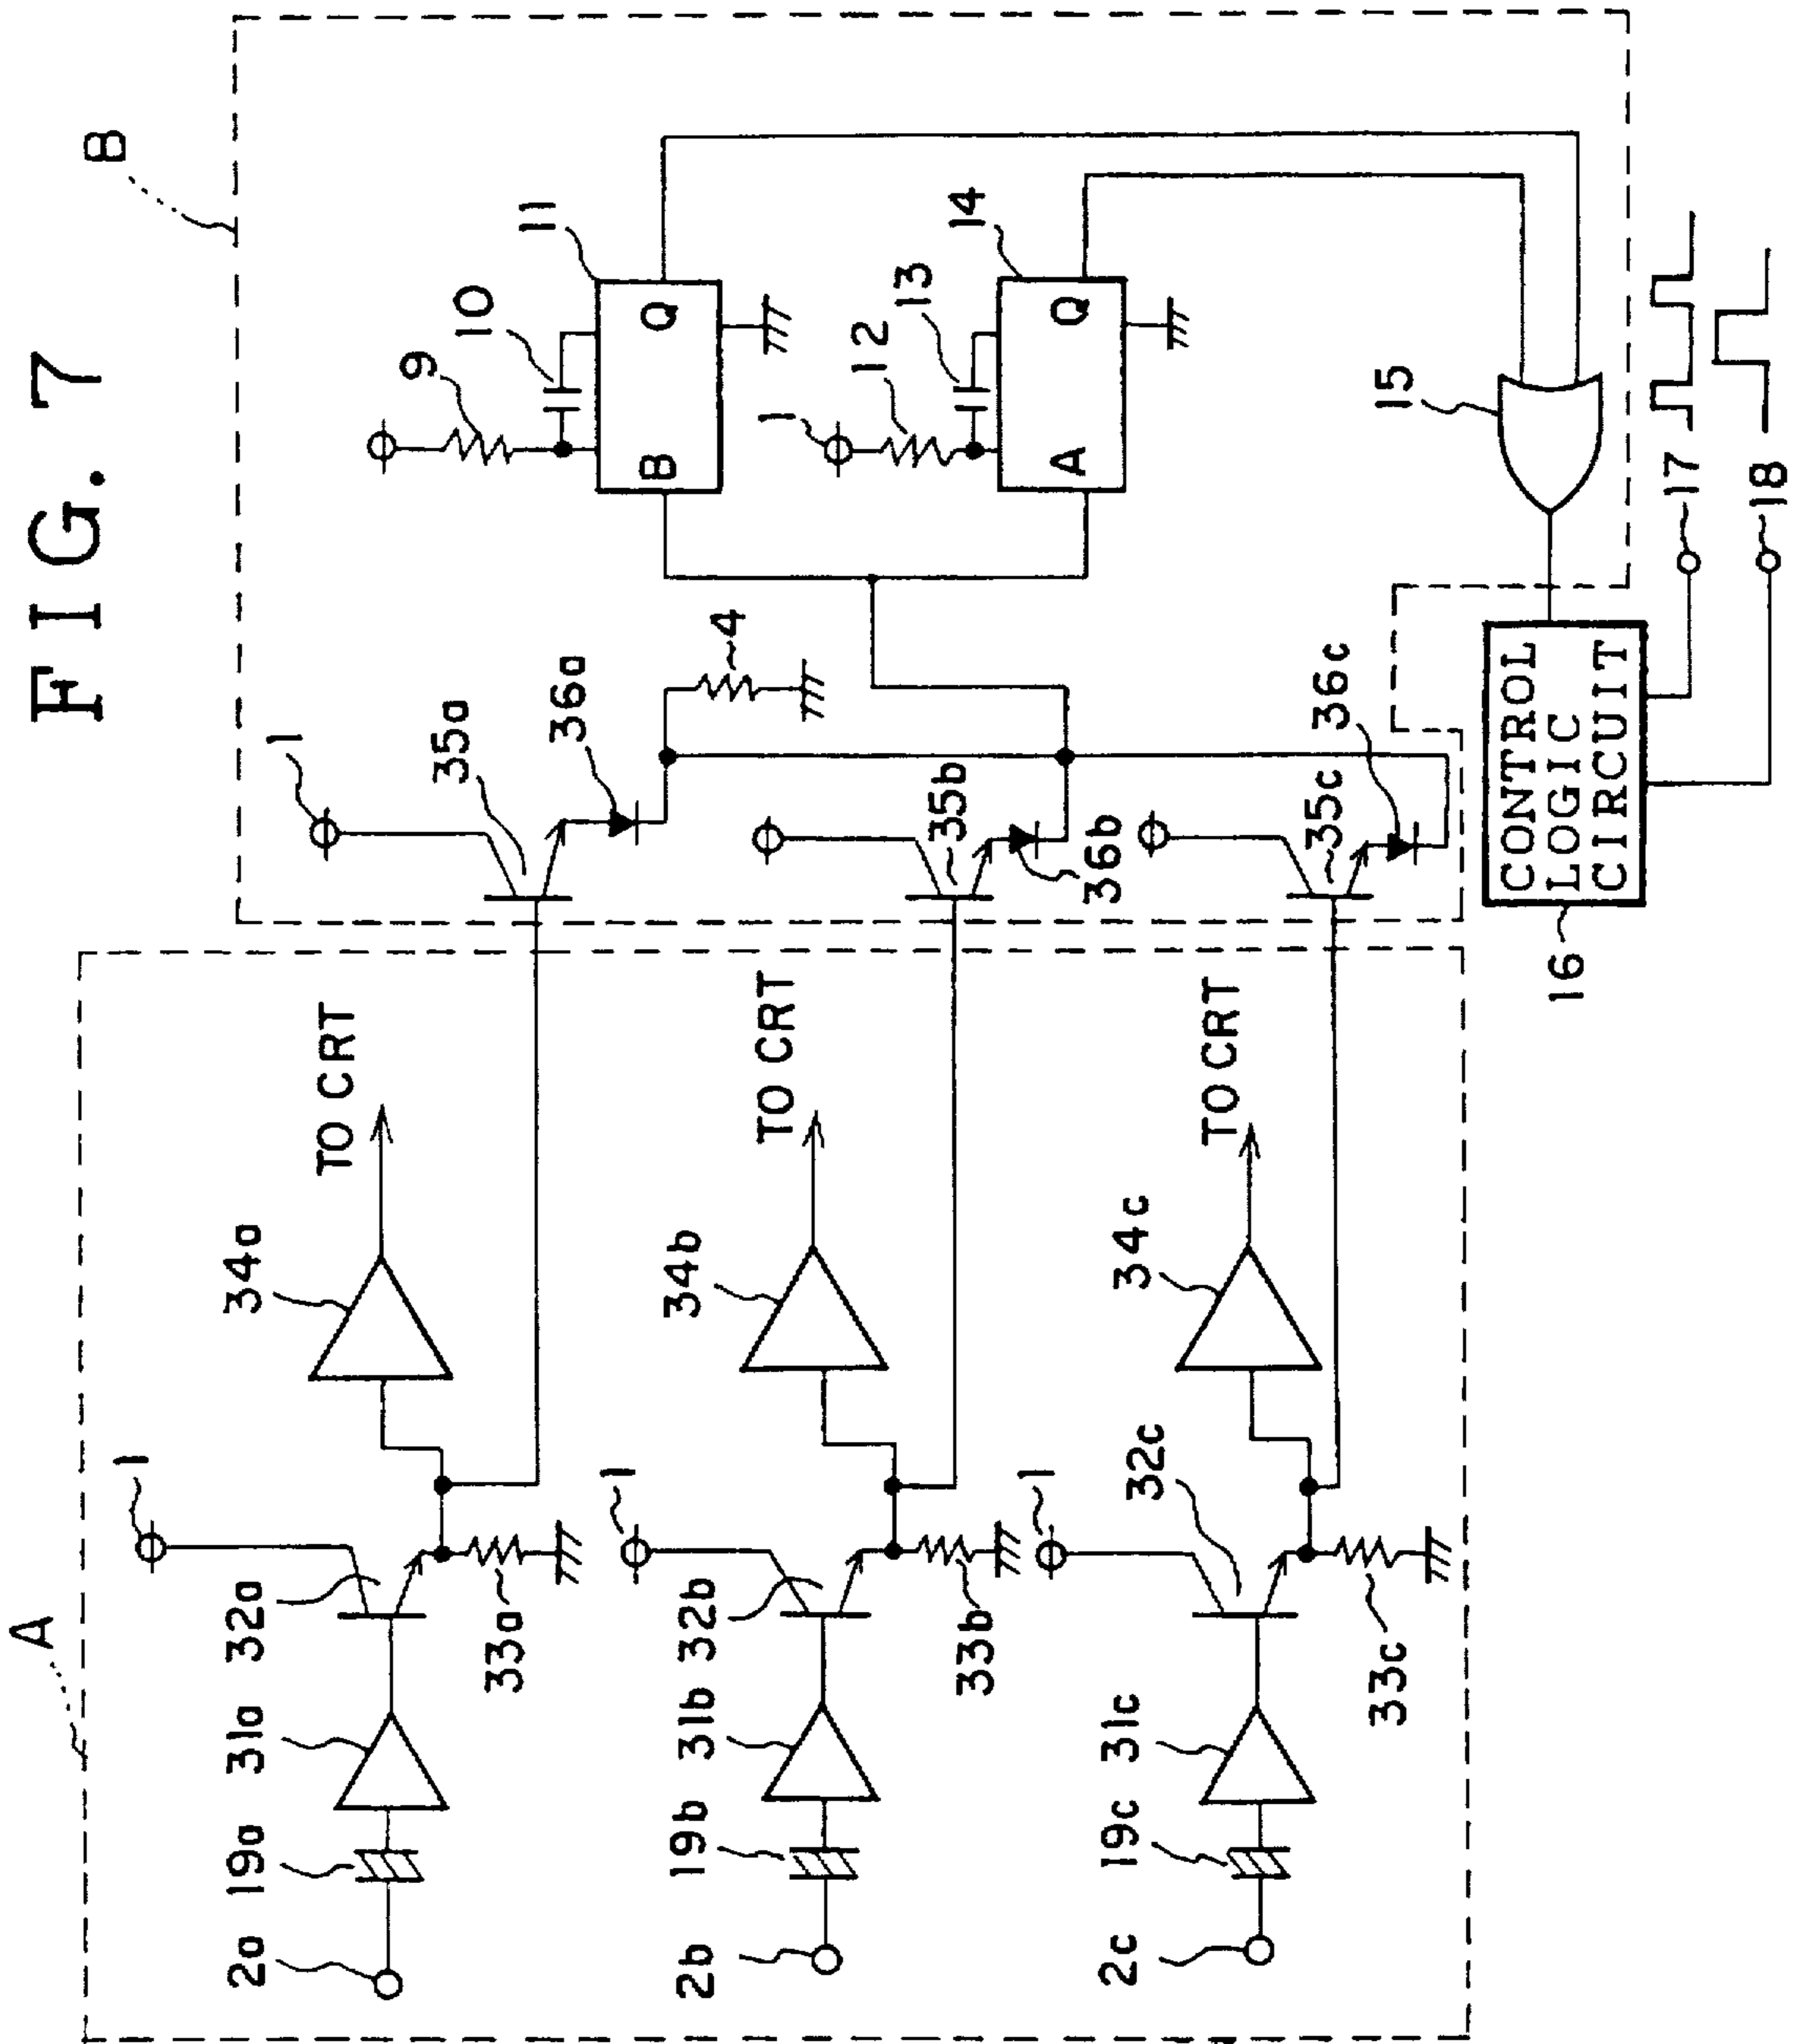 FIG. 7
A
B
1
1
1
1
1
2a
19a
31a
32a
33a
34a
TO CRT
35a
36a
4
9
10
11
B
Q
2b
19b
31b
32b
33b
34b
TO CRT
35b
36b
12
13
14
A
Q
2c
19c
31c
32c
33c
34c
TO CRT
35c
36c
15
16
CONTROL
LOGIC
CIRCUIT
17
18